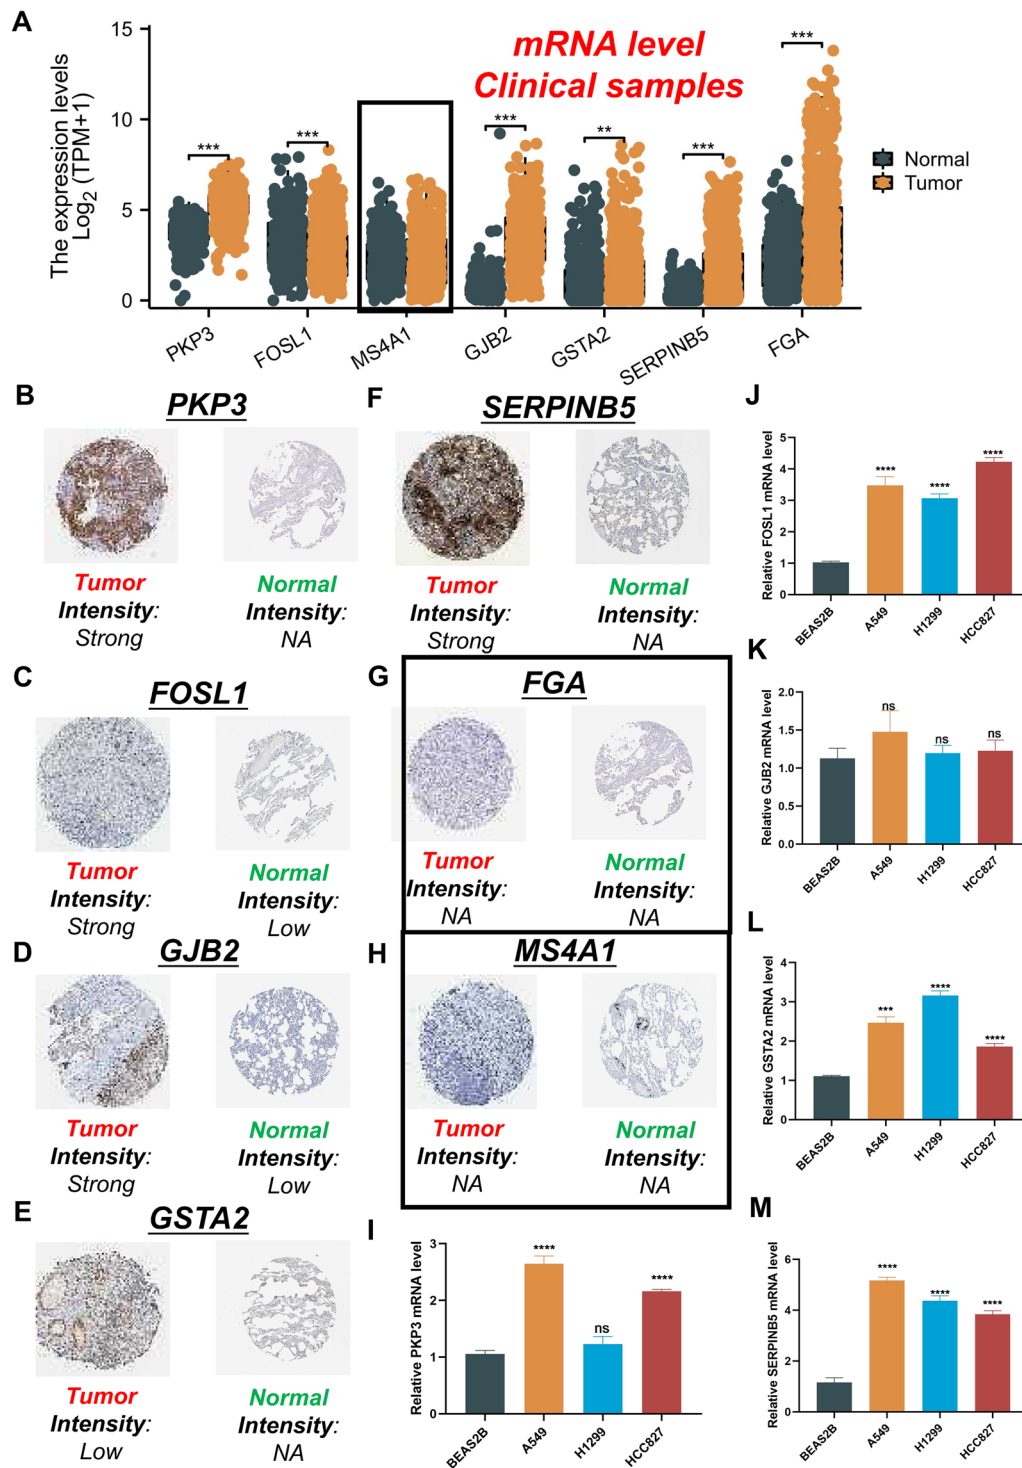 A
mRNA level
Clinical samples
The expression levels
Log2 (TPM+1)
15
10
5
0
***
***
***
**
***
***
Normal
Tumor
PKP3
FOSL1
MS4A1
GJB2
GSTA2
SERPINB5
FGA
B
PKP3
Tumor
Intensity:
Strong
Normal
Intensity:
NA
C
FOSL1
Tumor
Intensity:
Strong
Normal
Intensity:
Low
D
GJB2
Tumor
Intensity:
Strong
Normal
Intensity:
Low
E
GSTA2
Tumor
Intensity:
Low
Normal
Intensity:
NA
F
SERPINB5
Tumor
Intensity:
Strong
Normal
Intensity:
NA
G
FGA
Tumor
Intensity:
NA
Normal
Intensity:
NA
H
MS4A1
Tumor
Intensity:
NA
Normal
Intensity:
NA
I
Relative PKP3 mRNA level
3
2
1
0
****
ns
****
BEAS2B
A549
H1299
HCC827
J
Relative FOSL1 mRNA level
5
4
3
2
1
0
****
****
****
BEAS2B
A549
H1299
HCC827
K
Relative GJB2 mRNA level
2.0
1.5
1.0
0.5
0.0
ns
ns
ns
BEAS2B
A549
H1299
HCC827
L
Relative GSTA2 mRNA level
4
3
2
1
0
***
****
****
BEAS2B
A549
H1299
HCC827
M
Relative SERPINB5 mRNA level
6
4
2
0
****
****
****
BEAS2B
A549
H1299
HCC827